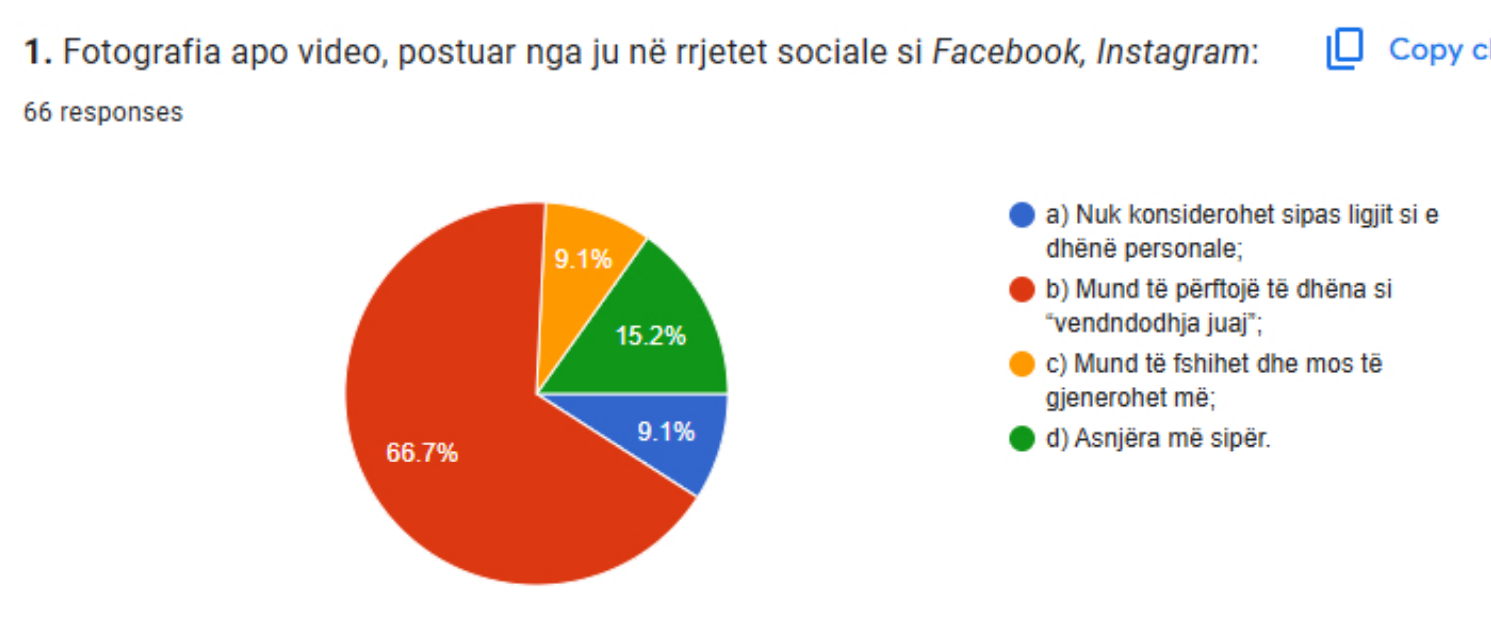 1. Fotografia apo video, postuar nga ju në rrjetet sociale si Facebook, Instagram:
Copy
66 responses
9.1%
15.2%
9.1%
66.7%
a) Nuk konsiderohet sipas ligjit si e
dhënë personale;
b) Mund të përftojë të dhëna si
“vendndodhja juaj”;
c) Mund të fshihet dhe mos të
gjenerohet më;
d) Asnjëra më sipër.